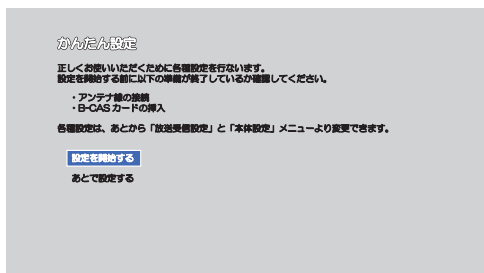 かんたん設定
正しくお使いいただくために各種設定を行ないます。
設定を開始する前に以下の準備が終了しているか確認してください。
・アンテナ線の接続
・B-CASカードの挿入
各種設定は、あとから「放送受信設定」と「本体設定」メニューより変更できます。
設定を開始する
あとで設定する